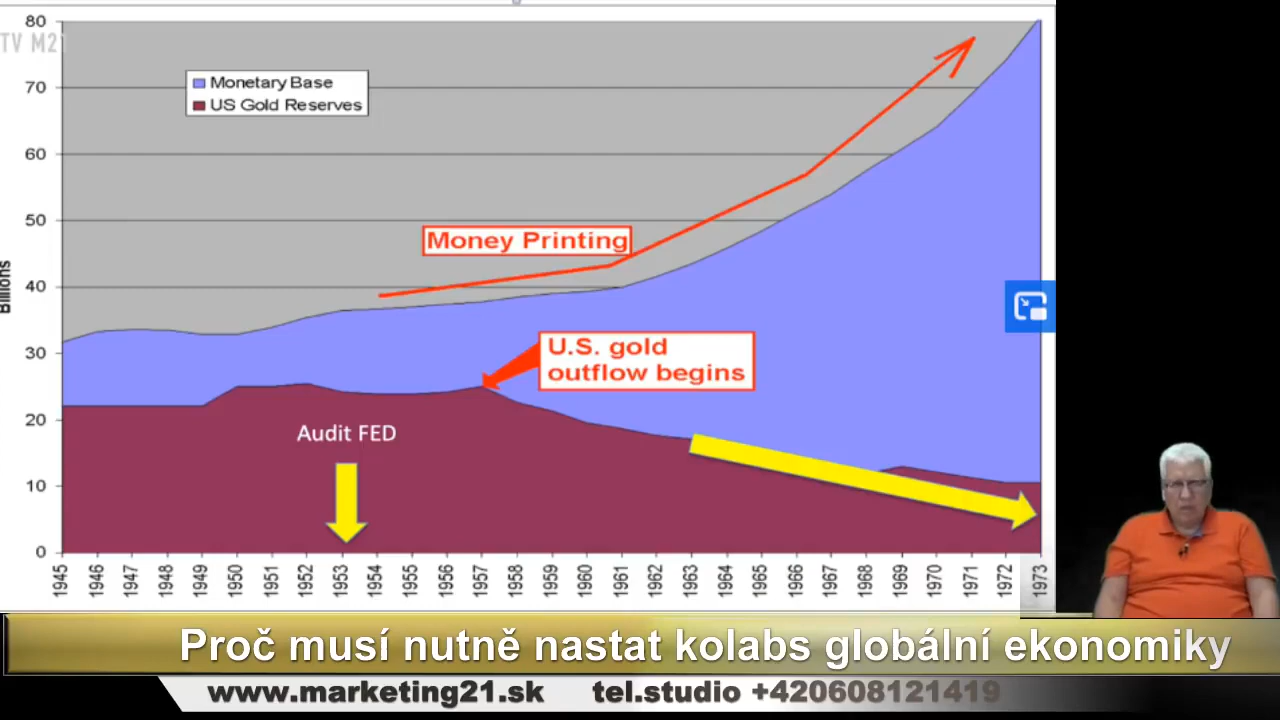 80
TV M21
Monetary Base
70
US Gold Reserves
60
50
Money Printing
40
Billions
U.S. gold
outflow begins
30
20
Audit FED
10
0
1945 1946 1947 1948 1949 1950 1951 1952 1953 1954 1955 1956 1957 1958 1959 1960 1961 1962 1963 1964 1965 1966 1967 1968 1969 1970 1971 1972 1973
Proč musí nutně nastat kolabs globální ekonomiky
www.marketing21.sk tel.studio +420608121419